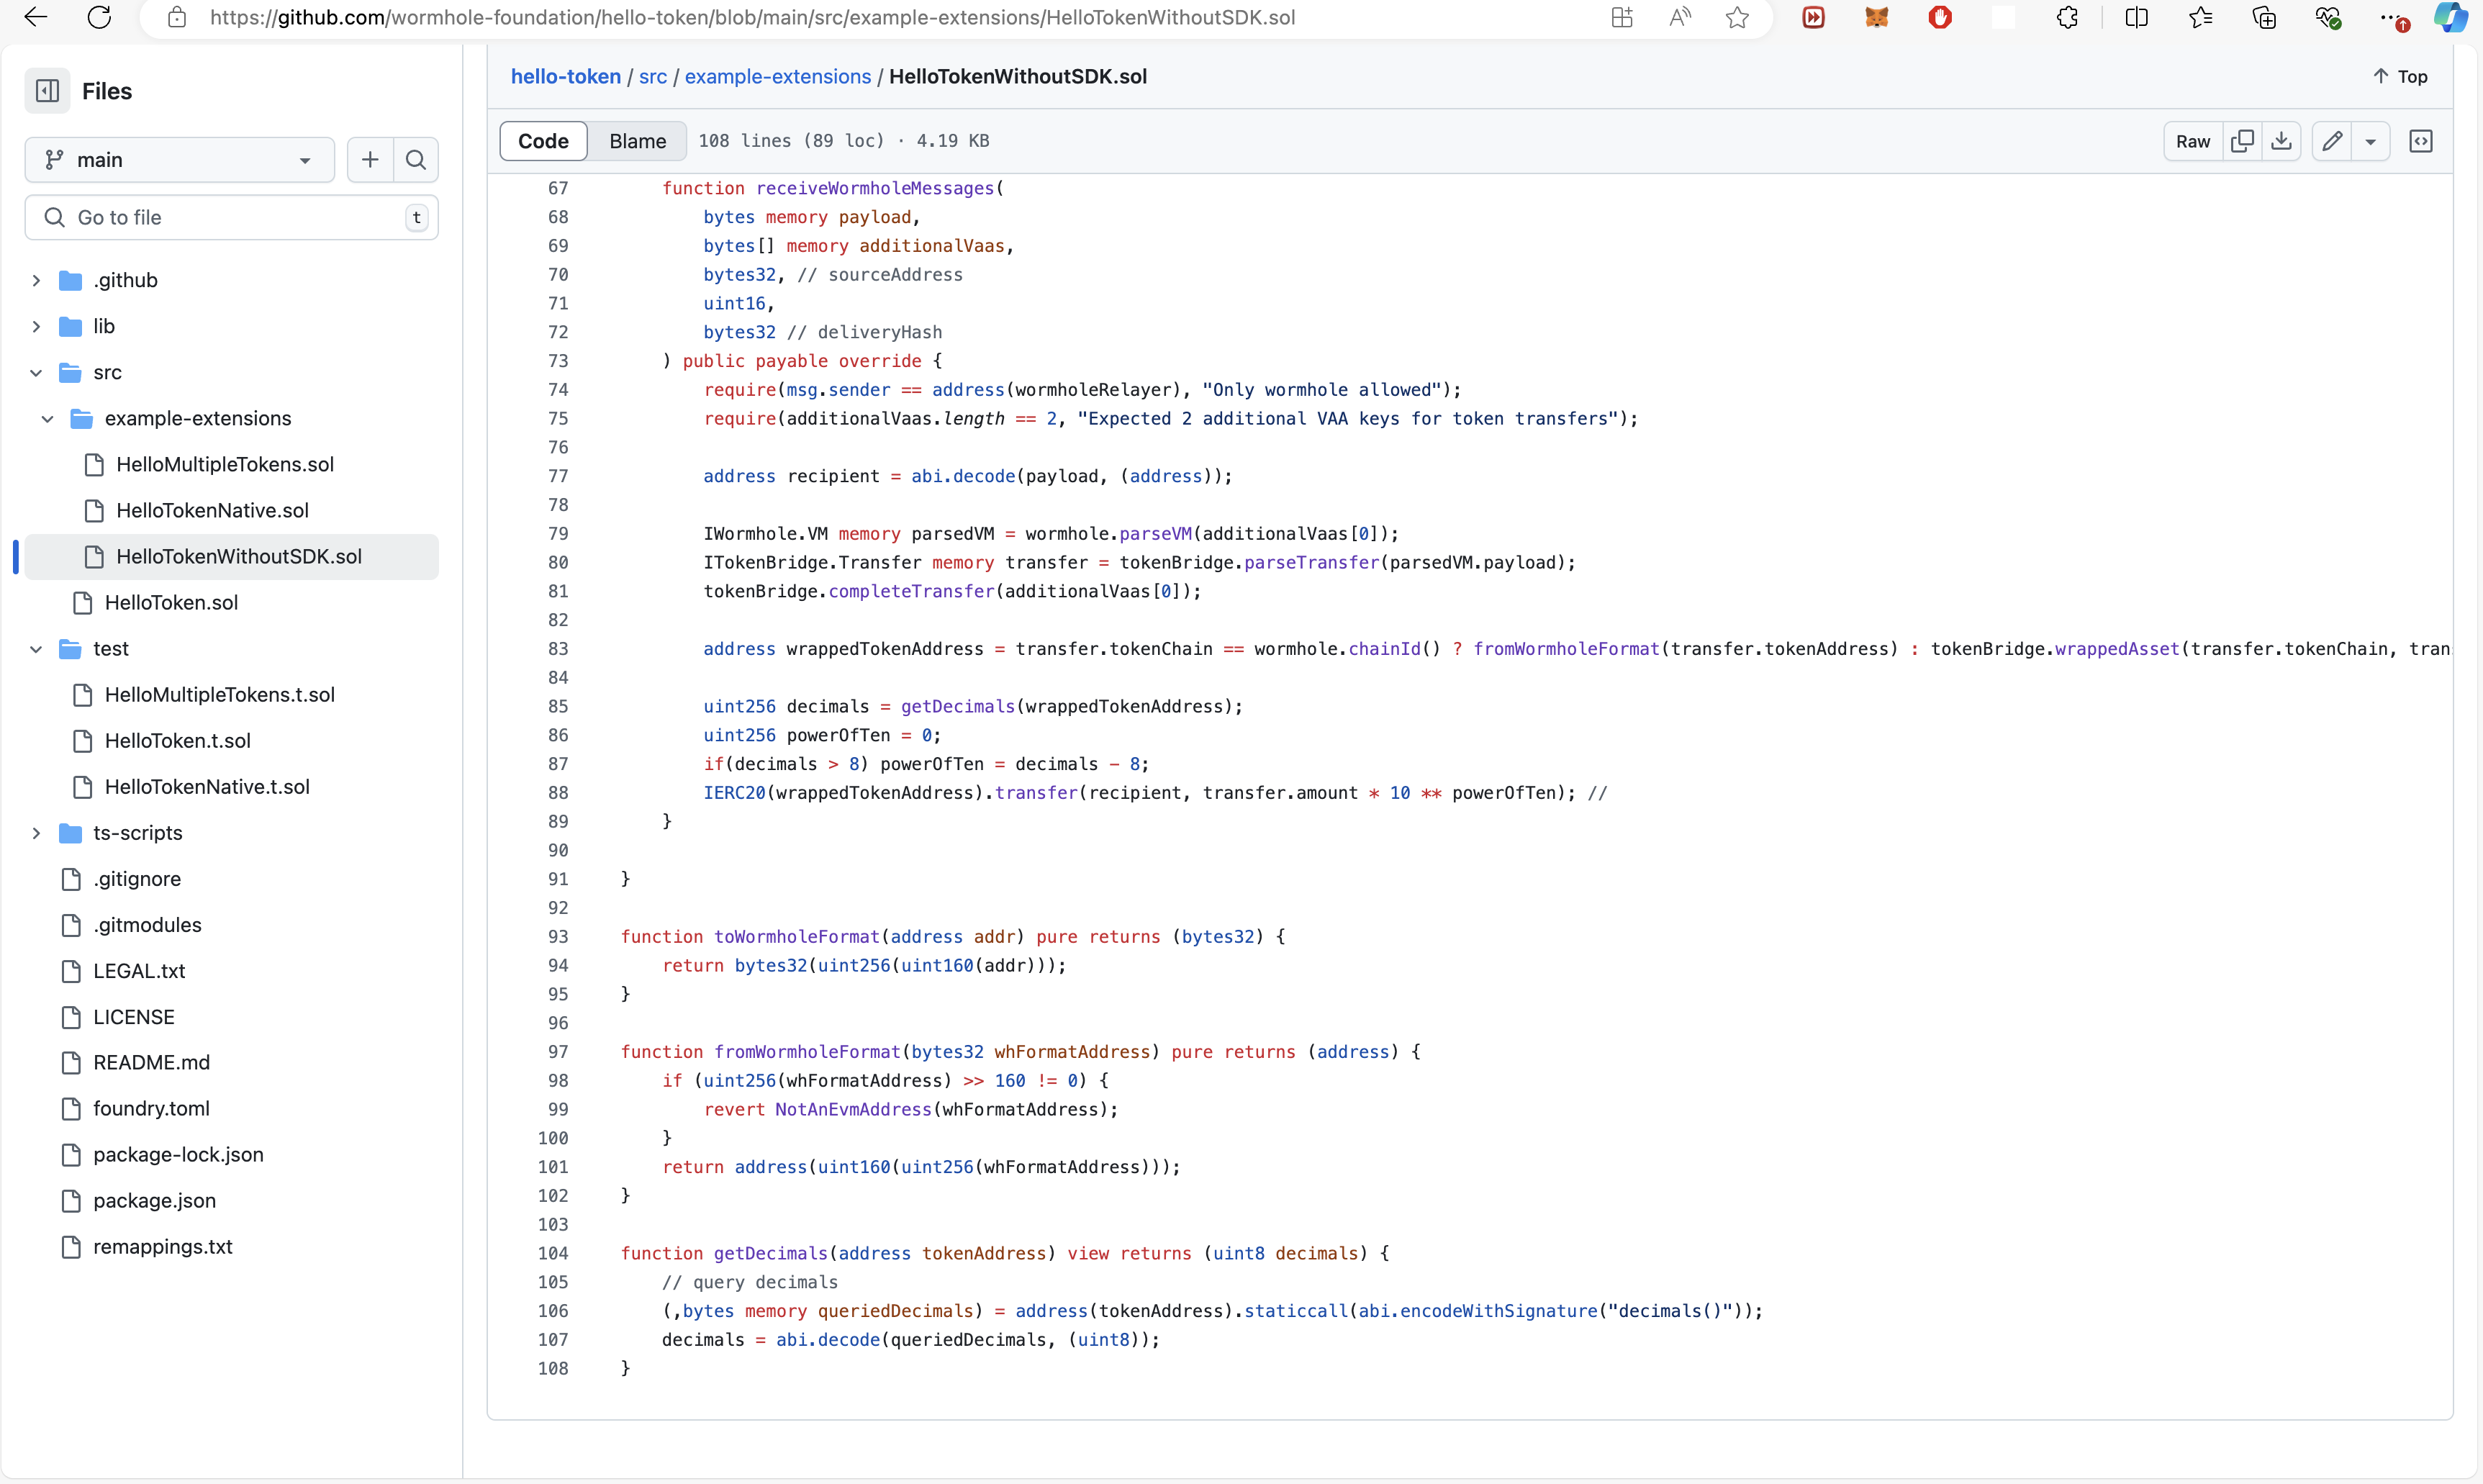 https://github.com/wormhole-foundation/hello-token/blob/main/src/example-extensions/HelloTokenWithoutSDK.sol
Files
main
Go to file
t
.github
lib
src
example-extensions
HelloMultipleTokens.sol
HelloTokenNative.sol
HelloTokenWithoutSDK.sol
HelloToken.sol
test
HelloMultipleTokens.t.sol
HelloToken.t.sol
HelloTokenNative.t.sol
ts-scripts
.gitignore
.gitmodules
LEGAL.txt
LICENSE
README.md
foundry.toml
package-lock.json
package.json
remappings.txt
hello-token / src / example-extensions / HelloTokenWithoutSDK.sol
Top
Code Blame 108 lines (89 loc) · 4.19 KB
Raw
67 function receiveWormholeMessages(
68 bytes memory payload,
69 bytes[] memory additionalVaas,
70 bytes32, // sourceAddress
71 uint16,
72 bytes32 // deliveryHash
73 ) public payable override {
74 require(msg.sender == address(wormholeRelayer), "Only wormhole allowed");
75 require(additionalVaas.length == 2, "Expected 2 additional VAA keys for token transfers");
76
77 address recipient = abi.decode(payload, (address));
78
79 IWormhole.VM memory parsedVM = wormhole.parseVM(additionalVaas[0]);
80 ITokenBridge.Transfer memory transfer = tokenBridge.parseTransfer(parsedVM.payload);
81 tokenBridge.completeTransfer(additionalVaas[0]);
82
83 address wrappedTokenAddress = transfer.tokenChain == wormhole.chainId() ? fromWormholeFormat(transfer.tokenAddress) : tokenBridge.wrappedAsset(transfer.tokenChain, tran
84
85 uint256 decimals = getDecimals(wrappedTokenAddress);
86 uint256 powerOfTen = 0;
87 if(decimals > 8) powerOfTen = decimals - 8;
88 IERC20(wrappedTokenAddress).transfer(recipient, transfer.amount * 10 ** powerOfTen); //
89 }
90
91 }
92
93 function toWormholeFormat(address addr) pure returns (bytes32) {
94 return bytes32(uint256(uint160(addr)));
95 }
96
97 function fromWormholeFormat(bytes32 whFormatAddress) pure returns (address) {
98 if (uint256(whFormatAddress) >> 160 != 0) {
99 revert NotAnEvmAddress(whFormatAddress);
100 }
101 return address(uint160(uint256(whFormatAddress)));
102 }
103
104 function getDecimals(address tokenAddress) view returns (uint8 decimals) {
105 // query decimals
106 (,bytes memory queriedDecimals) = address(tokenAddress).staticcall(abi.encodeWithSignature("decimals()"));
107 decimals = abi.decode(queriedDecimals, (uint8));
108 }